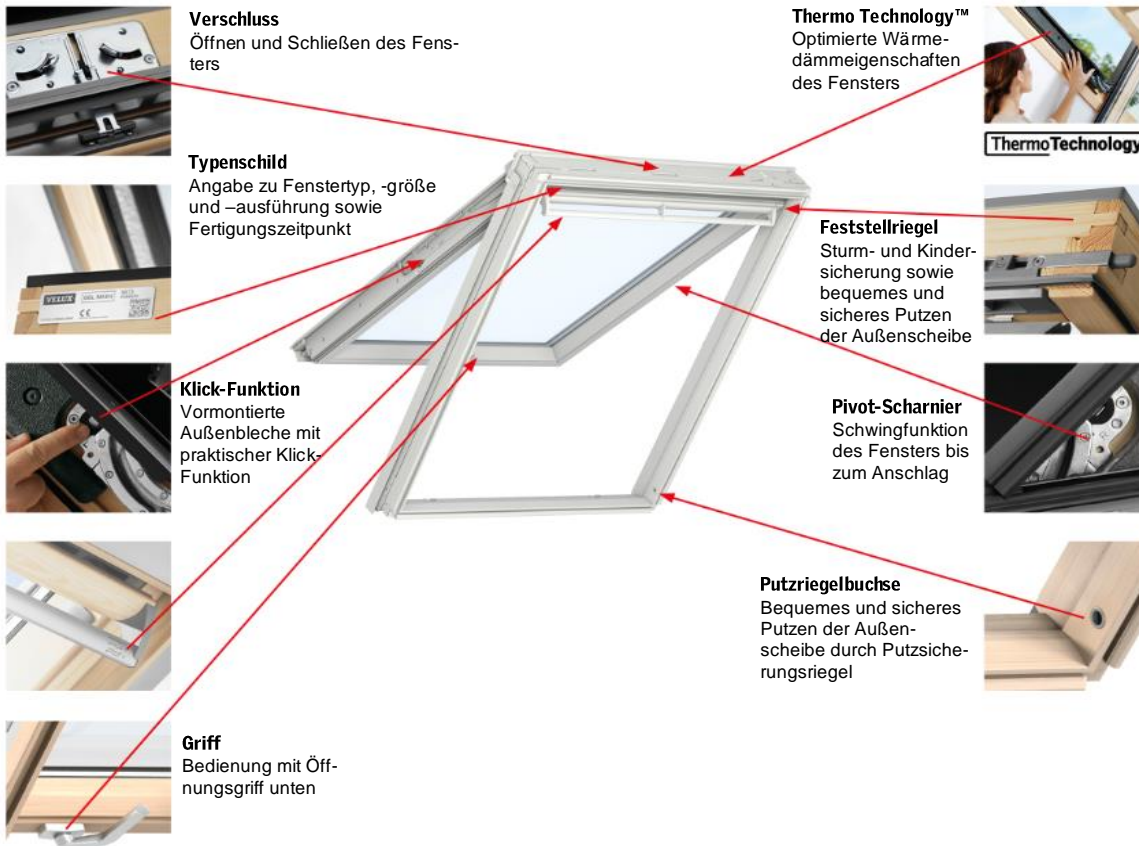 Verschluss
Öffnen und Schließen des Fens-
ters
Typenschild
Angabe zu Fenstertyp, -größe
und –ausführung sowie
Fertigungszeitpunkt
VELUX
CE
Klick-Funktion
Vormontierte
Außenbleche mit
praktischer Klick-
Funktion
Griff
Bedienung mit Öff-
nungsgriff unten
Thermo Technology™
Optimierte Wärme-
dämmeigenschaften
des Fensters
ThermoTechnology
Feststellriegel
Sturm- und Kinder-
sicherung sowie
bequemes und
sicheres Putzen
der Außenscheibe
Pivot-Scharnier
Schwingfunktion
des Fensters bis
zum Anschlag
Putzriegelbuchse
Bequemes und sicheres
Putzen der Außen-
scheibe durch Putzsiche-
rungsriegel